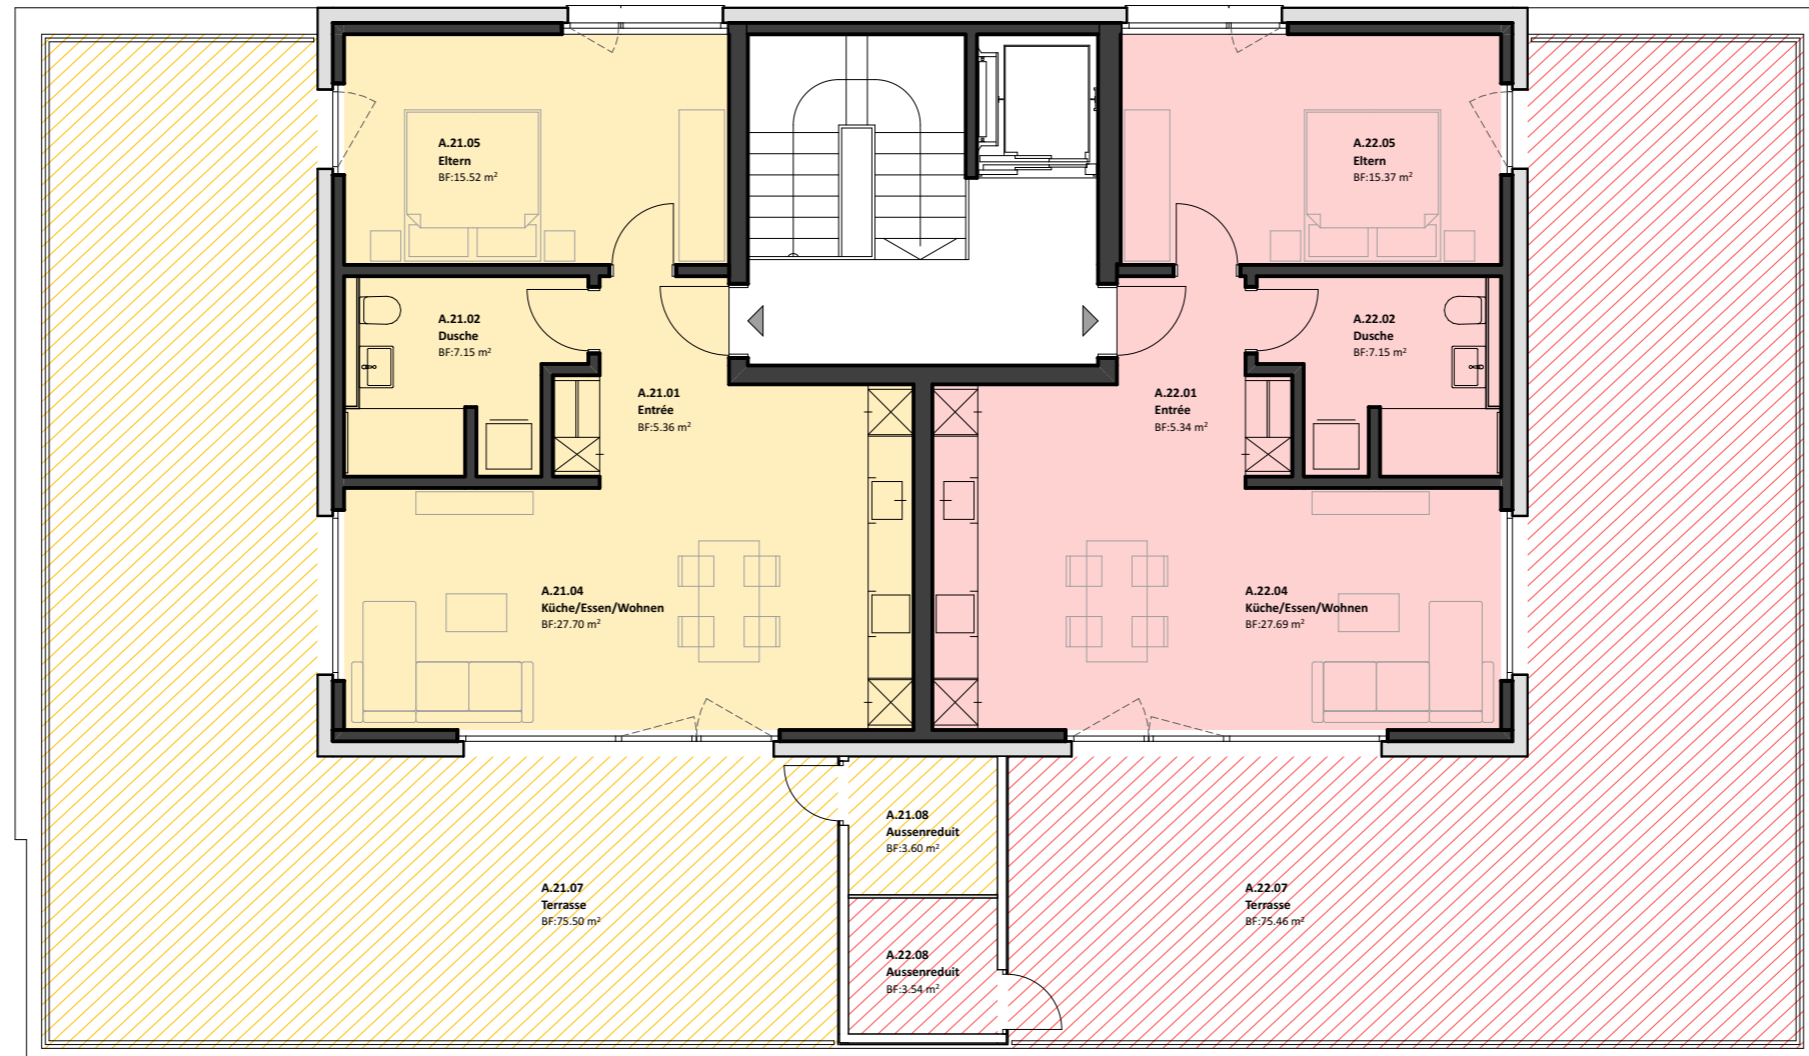 A.21.05
Eltern
BF:15.52 m²
A.22.05
Eltern
BF:15.37 m²
A.21.02
Dusche
BF:7.15 m²
A.22.02
Dusche
BF:7.15 m²
A.21.01
Entrée
BF:5.36 m²
A.22.01
Entrée
BF:5.34 m²
A.21.04
Küche/Essen/Wohnen
BF:27.70 m²
A.22.04
Küche/Essen/Wohnen
BF:27.69 m²
A.21.08
Aussenreduit
BF:3.60 m²
A.21.07
Terrasse
BF:75.50 m²
A.22.07
Terrasse
BF:75.46 m²
A.22.08
Aussenreduit
BF:3.54 m²